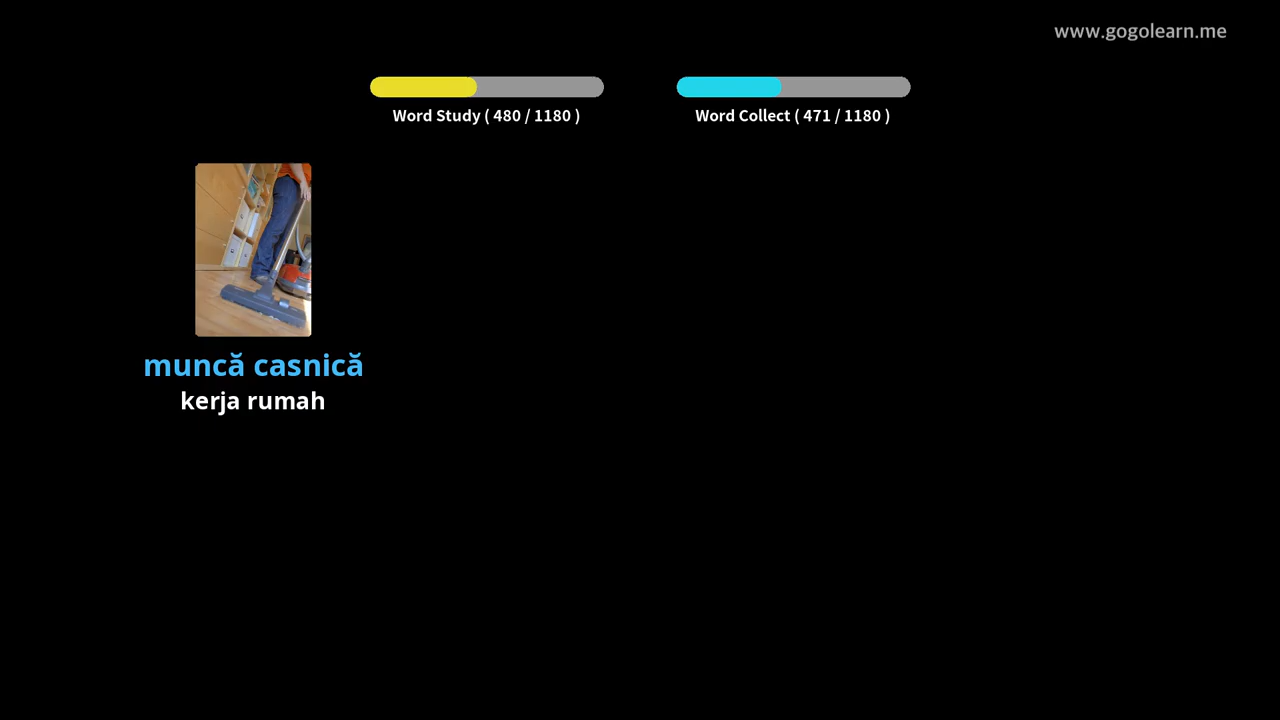 www.gogolearn.me
Word Study ( 480 / 1180 )
Word Collect ( 471 / 1180 )
muncă casnică
kerja rumah